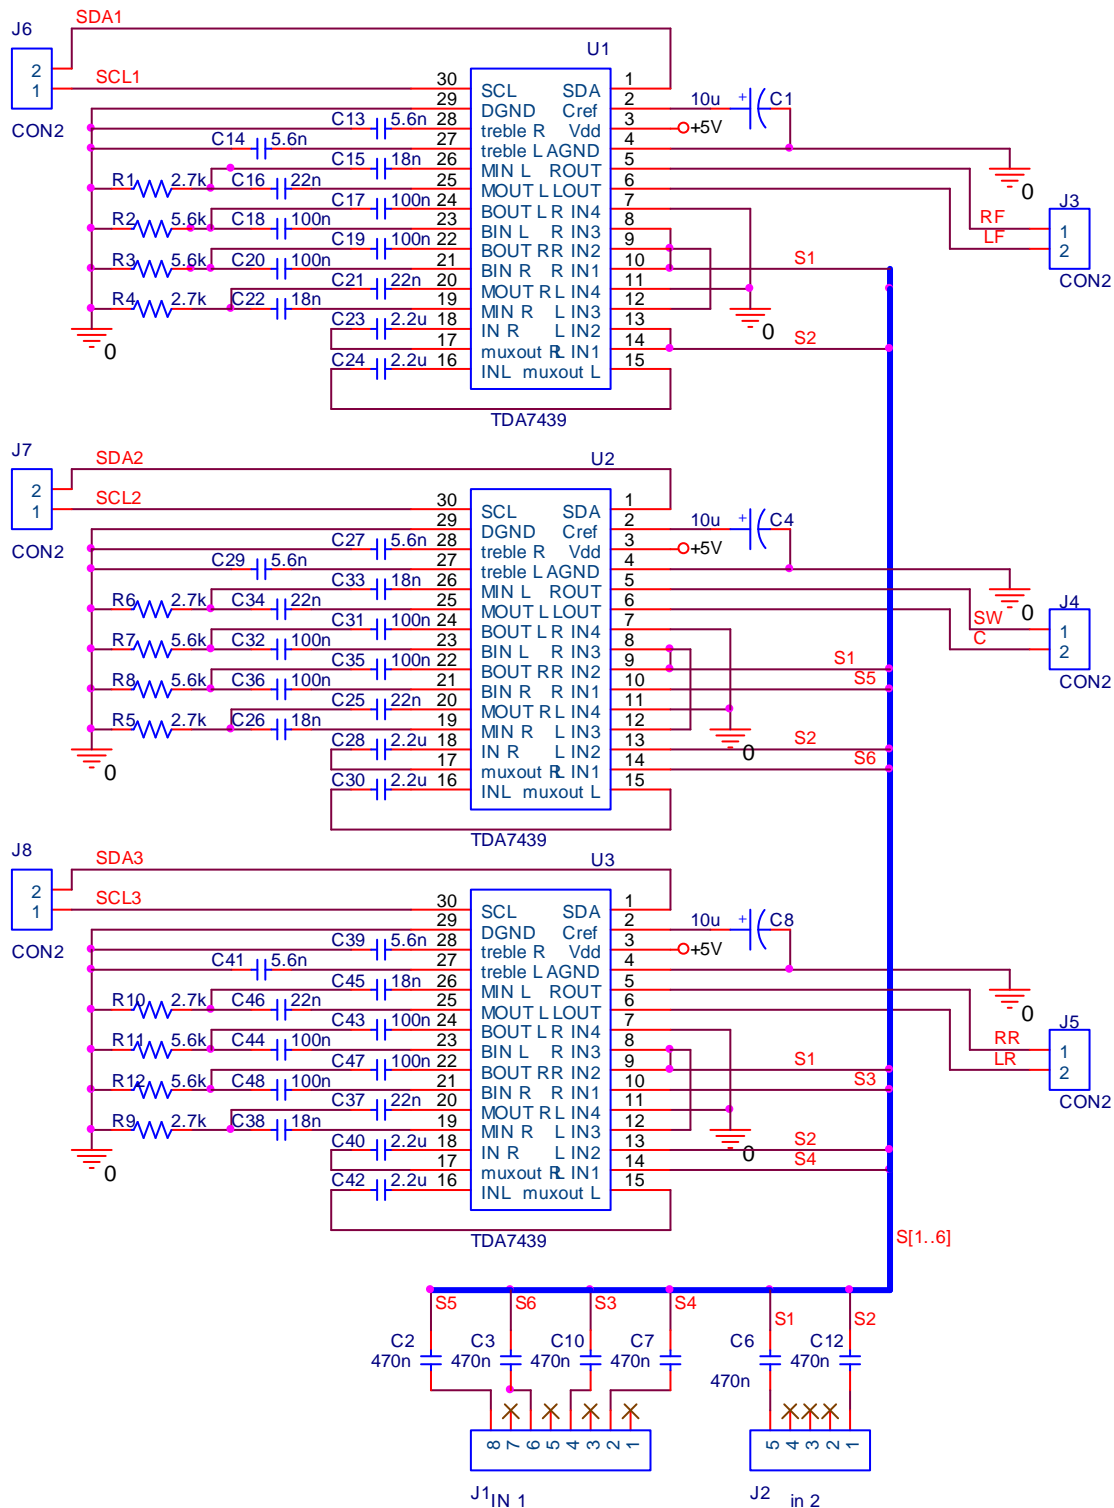 J6
SDA1
2
SCL1
1
CON2
U1
30 SCL SDA 1
29 DGND Cref 2 10u + C1
C13 5.6n 28 treble R Vdd 3 +5V
C14 5.6n 27 treble L AGND 4
C15 18n 26 MIN L ROUT 5
0
R1 2.7k C16 22n 25 MOUT L LOUT 6
C17 100n 24 BOUT L R IN4 7
J3
R2 5.6k C18 100n 23 BIN L R IN3 8
RF 1
C19 100n 22 BOUT R R IN2 9
LF 2
R3 5.6k C20 100n 21 BIN R R IN1 10 S1
CON2
C21 22n 20 MOUT R L IN4 11
R4 2.7k C22 18n 19 MIN R L IN3 12
C23 2.2u 18 IN R L IN2 13
0
0
17 muxout R L IN1 14 S2
C24 2.2u 16 INL muxout L 15
TDA7439
J7
SDA2
2
SCL2
1
CON2
U2
30 SCL SDA 1
29 DGND Cref 2 10u + C4
C27 5.6n 28 treble R Vdd 3 +5V
C29 5.6n 27 treble L AGND 4
C33 18n 26 MIN L ROUT 5
0
R6 2.7k C34 22n 25 MOUT L LOUT 6
J4
C31 100n 24 BOUT L R IN4 7
SW 1
R7 5.6k C32 100n 23 BIN L R IN3 8
C 2
C35 100n 22 BOUT R R IN2 9 S1
CON2
R8 5.6k C36 100n 21 BIN R R IN1 10 S5
C25 22n 20 MOUT R L IN4 11
R5 2.7k C26 18n 19 MIN R L IN3 12
C28 2.2u 18 IN R L IN2 13 S2
0
0
17 muxout R L IN1 14 S6
C30 2.2u 16 INL muxout L 15
TDA7439
J8
SDA3
2
SCL3
1
CON2
U3
30 SCL SDA 1
29 DGND Cref 2 10u + C8
C39 5.6n 28 treble R Vdd 3 +5V
C41 5.6n 27 treble L AGND 4
C45 18n 26 MIN L ROUT 5
0
R10 2.7k C46 22n 25 MOUT L LOUT 6
J5
C43 100n 24 BOUT L R IN4 7
R11 5.6k C44 100n 23 BIN L R IN3 8
RR 1
C47 100n 22 BOUT R R IN2 9 S1
LR 2
R12 5.6k C48 100n 21 BIN R R IN1 10 S3
CON2
C37 22n 20 MOUT R L IN4 11
R9 2.7k C38 18n 19 MIN R L IN3 12
C40 2.2u 18 IN R L IN2 13 S2
0
0
17 muxout R L IN1 14 S4
C42 2.2u 16 INL muxout L 15
TDA7439
S[1..6]
S5 S6 S3 S4 S1 S2
C2 C3 C10 C7 C6 C12
470n 470n 470n 470n 470n 470n
8 7 6 5 4 3 2 1
5 4 3 2 1
J1 IN 1
J2 in 2